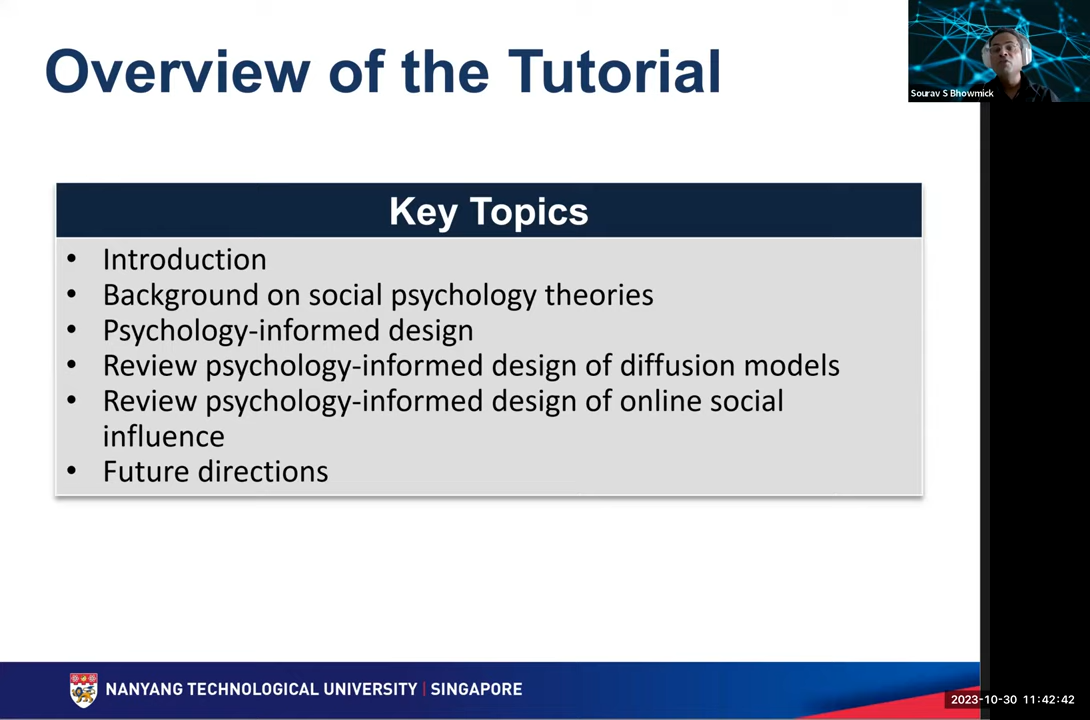 Overview of the Tutorial
Sourav S Bhowmick
Key Topics
• Introduction
• Background on social psychology theories
• Psychology-informed design
• Review psychology-informed design of diffusion models
• Review psychology-informed design of online social
influence
• Future directions
NANYANG TECHNOLOGICAL UNIVERSITY | SINGAPORE
2023-10-30 11:42:42